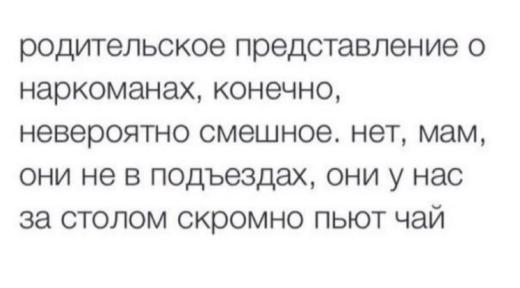 родительское представление о
наркоманах, конечно,
невероятно смешное. нет, мам,
они не в подъездах, они у нас
за столом скромно пьют чай